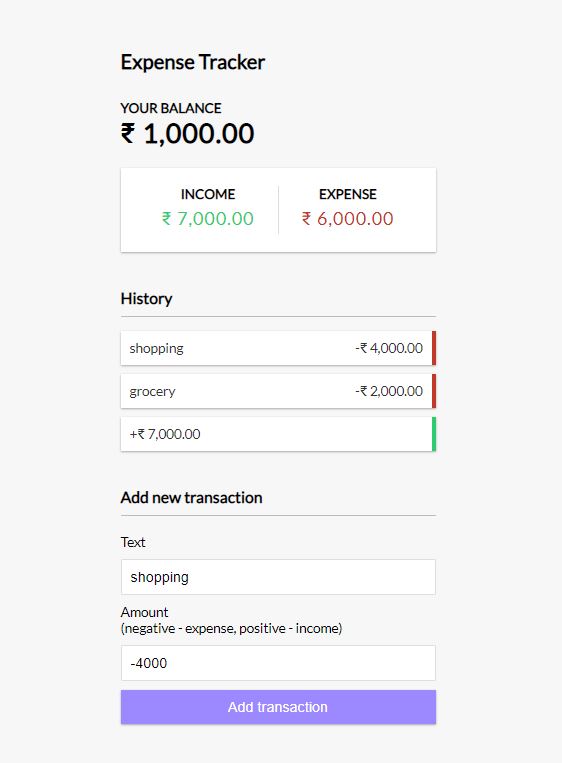 Expense Tracker
YOUR BALANCE
₹ 1,000.00
INCOME EXPENSE
₹ 7,000.00 ₹ 6,000.00
History
shopping -₹ 4,000.00
grocery -₹ 2,000.00
+₹ 7,000.00
Add new transaction
Text
shopping
Amount
(negative - expense, positive - income)
-4000
Add transaction